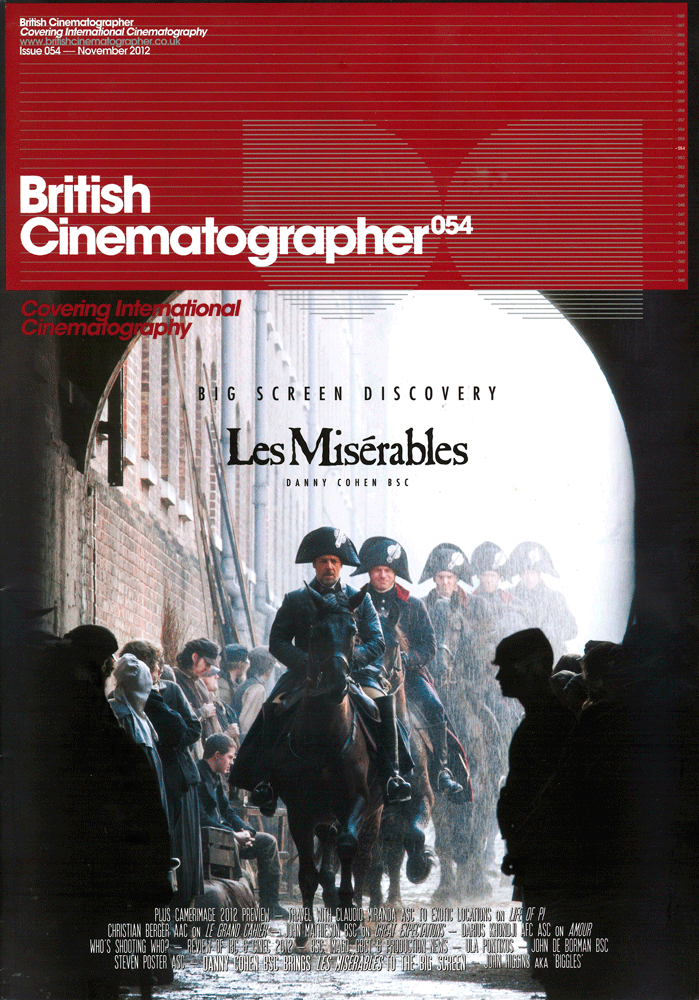 British Cinematographer
Covering International Cinematography
www.britishcinematographer.co.uk
Issue 054 — November 2012
British
Cinematographer054
Covering International
Cinematography
BIG SCREEN DISCOVERY
Les Misérables
DANNY COHEN BSC
PLUS CAMERIMAGE 2012 PREVIEW — TRAVEL WITH CLAUDIO MIRANDA ASC TO EXOTIC LOCATIONS ON LIFE OF PI
CHRISTIAN BERGER AAC ON LE GRAND CAHIER — JOHN MATHIESON BSC ON GREAT EXPECTATIONS — DARIUS KHONDJI AFC ASC ON AMOUR
WHO'S SHOOTING WHO? — REVIEW OF IBC & CINEC 2012 — GBCT, IMAGO, POST & PRODUCTION NEWS — ULA PONTIKOS — JOHN DE BORMAN BSC
STEVEN POSTER ASC — DANNY COHEN BSC BRINGS LES MISERABLES TO THE BIG SCREEN — JOHN HIGGINS AKA 'BIGGLES'